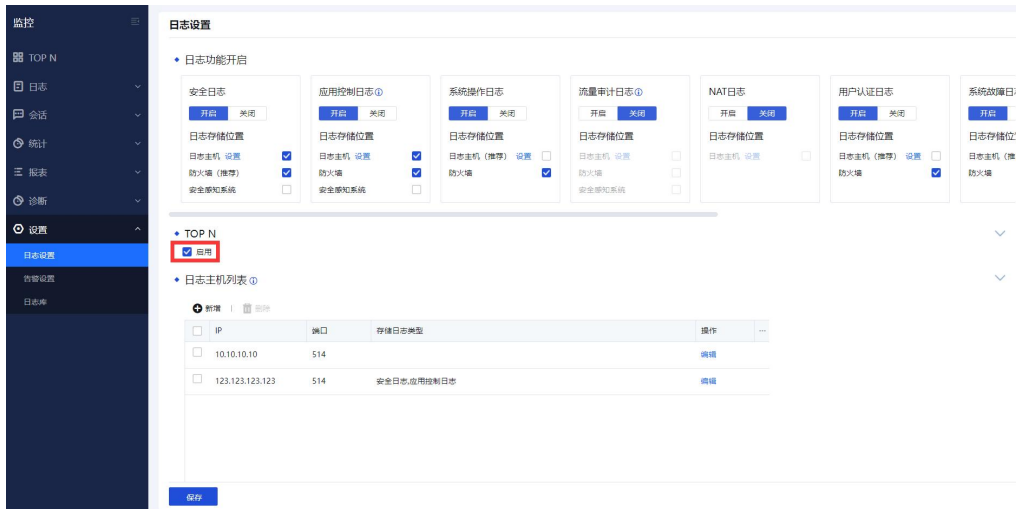 监控
TOP N
日志
会话
统计
报表
诊断
设置
日志设置
告警设置
日志库
日志设置
日志功能开启
安全日志
开启 关闭
日志存储位置
日志主机 设置
防火墙（推荐）
安全感知系统
应用控制日志
开启 关闭
日志存储位置
日志主机 设置
防火墙
安全感知系统
系统操作日志
开启 关闭
日志存储位置
日志主机（推荐） 设置
防火墙
流量审计日志
开启 关闭
日志存储位置
日志主机 设置
防火墙
安全感知系统
NAT日志
开启 关闭
日志存储位置
日志主机 设置
用户认证日志
开启 关闭
日志存储位置
日志主机（推荐） 设置
防火墙
系统故障日
开启
日志存储位
日志主机（推
防火墙
TOP N
启用
日志主机列表
新增 删除
IP 端口 存储日志类型 操作 ...
10.10.10.10 514 编辑
123.123.123.123 514 安全日志,应用控制日志 编辑
保存